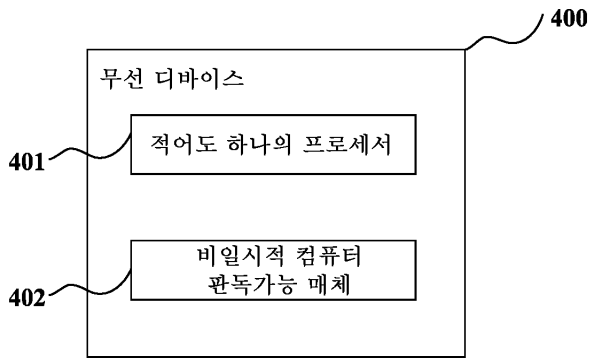 400
무선 디바이스
적어도 하나의 프로세서
401
비일시적 컴퓨터
판독가능 매체
402